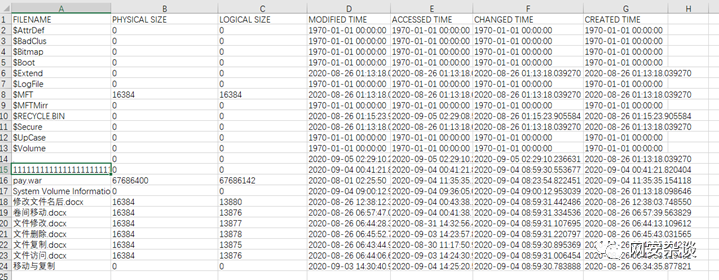 A B C D E F G H
1 FILENAME PHYSICAL SIZE LOGICAL SIZE MODIFIED TIME ACCESSED TIME CHANGED TIME CREATED TIME
2 $AttrDef 0 0 1970-01-01 00:00:00 1970-01-01 00:00:00 1970-01-01 00:00:00 1970-01-01 00:00:00
3 $BadClus 0 0 1970-01-01 00:00:00 1970-01-01 00:00:00 1970-01-01 00:00:00 1970-01-01 00:00:00
4 $Bitmap 0 0 1970-01-01 00:00:00 1970-01-01 00:00:00 1970-01-01 00:00:00 1970-01-01 00:00:00
5 $Boot 0 0 1970-01-01 00:00:00 1970-01-01 00:00:00 1970-01-01 00:00:00 1970-01-01 00:00:00
6 $Extend 0 0 2020-08-26 01:13:18. 2020-08-26 01:13:18. 2020-08-26 01:13:18.039270 2020-08-26 01:13:18.039270
7 $LogFile 0 0 1970-01-01 00:00:00 1970-01-01 00:00:00 1970-01-01 00:00:00 1970-01-01 00:00:00
8 $MFT 16384 16384 2020-08-26 01:13:18. 2020-08-26 01:13:18. 2020-08-26 01:13:18.039270 2020-08-26 01:13:18.039270
9 $MFTMirr 0 0 1970-01-01 00:00:00 1970-01-01 00:00:00 1970-01-01 00:00:00 1970-01-01 00:00:00
10 $RECYCLE.BIN 0 0 2020-08-26 01:15:23.9 2020-09-05 02:29:08. 2020-08-26 01:15:23.905584 2020-08-26 01:15:23.905584
11 $Secure 0 0 2020-08-26 01:13:18. 2020-08-26 01:13:18. 2020-08-26 01:13:18.039270 2020-08-26 01:13:18.039270
12 $UpCase 0 0 1970-01-01 00:00:00 1970-01-01 00:00:00 1970-01-01 00:00:00 1970-01-01 00:00:00
13 $Volume 0 0 1970-01-01 00:00:00 1970-01-01 00:00:00 1970-01-01 00:00:00 1970-01-01 00:00:00
14 . 0 0 2020-09-05 02:29:10. 2020-09-05 02:29:10. 2020-09-05 02:29:10.236631 2020-08-26 01:13:18.039270
15 0 0 2020-09-04 00:41:21. 2020-09-04 00:41:21. 2020-09-04 08:59:30.553677 2020-09-04 00:41:21.820404
16 pay.war 67686400 67686142 2020-08-01 02:25:50 2020-09-04 11:35:35. 2020-09-04 08:23:54.822451 2020-09-04 11:35:35.154118
17 System Volume Informatio 0 0 2020-09-04 09:00:12. 2020-09-04 09:36:05. 2020-09-04 09:00:12.953039 2020-08-26 01:13:18.098646
18 修改文件名后.docx 16384 13880 2020-08-26 12:38:12. 2020-09-04 00:43:38. 2020-09-04 08:59:31.442486 2020-08-26 12:38:03.748550
19 卷间移动.docx 16384 13876 2020-08-26 06:57:47. 2020-09-04 00:41:38. 2020-09-04 08:59:31.334536 2020-08-26 06:57:39.563829
20 文件修改.docx 16384 13877 2020-08-26 06:44:28. 2020-08-31 14:32:56. 2020-09-04 08:59:31.107695 2020-08-26 06:44:13.109612
21 文件删除.docx 16384 13878 2020-08-26 06:45:52. 2020-09-03 14:23:57. 2020-09-04 08:59:31.220797 2020-08-26 06:45:43.031565
22 文件复制.docx 16384 13875 2020-08-26 06:43:44. 2020-08-30 11:17:50. 2020-09-04 08:59:30.895369
23 文件访问.docx 16384 13876 2020-08-26 06:44:06. 2020-09-03 14:24:30. 2020-09-04 08:59:31.006454
24 移动与复制 0 0 2020-09-03 14:30:40. 2020-09-04 14:25:20. 2020-09-04 08:59:30.783888 2020-08-26 06:34:35.877821
25
网安杂谈